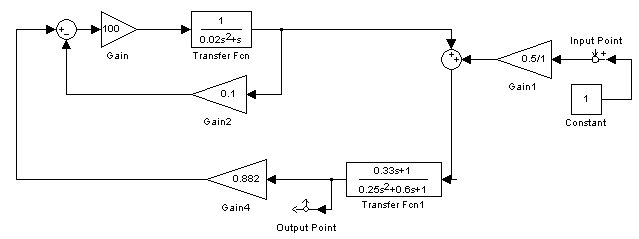 100
Gain
1
0.02s²+s
Transfer Fcn
0.1
Gain2
0.5/1
Gain1
Input Point
1
Constant
0.882
Gain4
Output Point
0.33s+1
0.25s²+0.6s+1
Transfer Fcn1